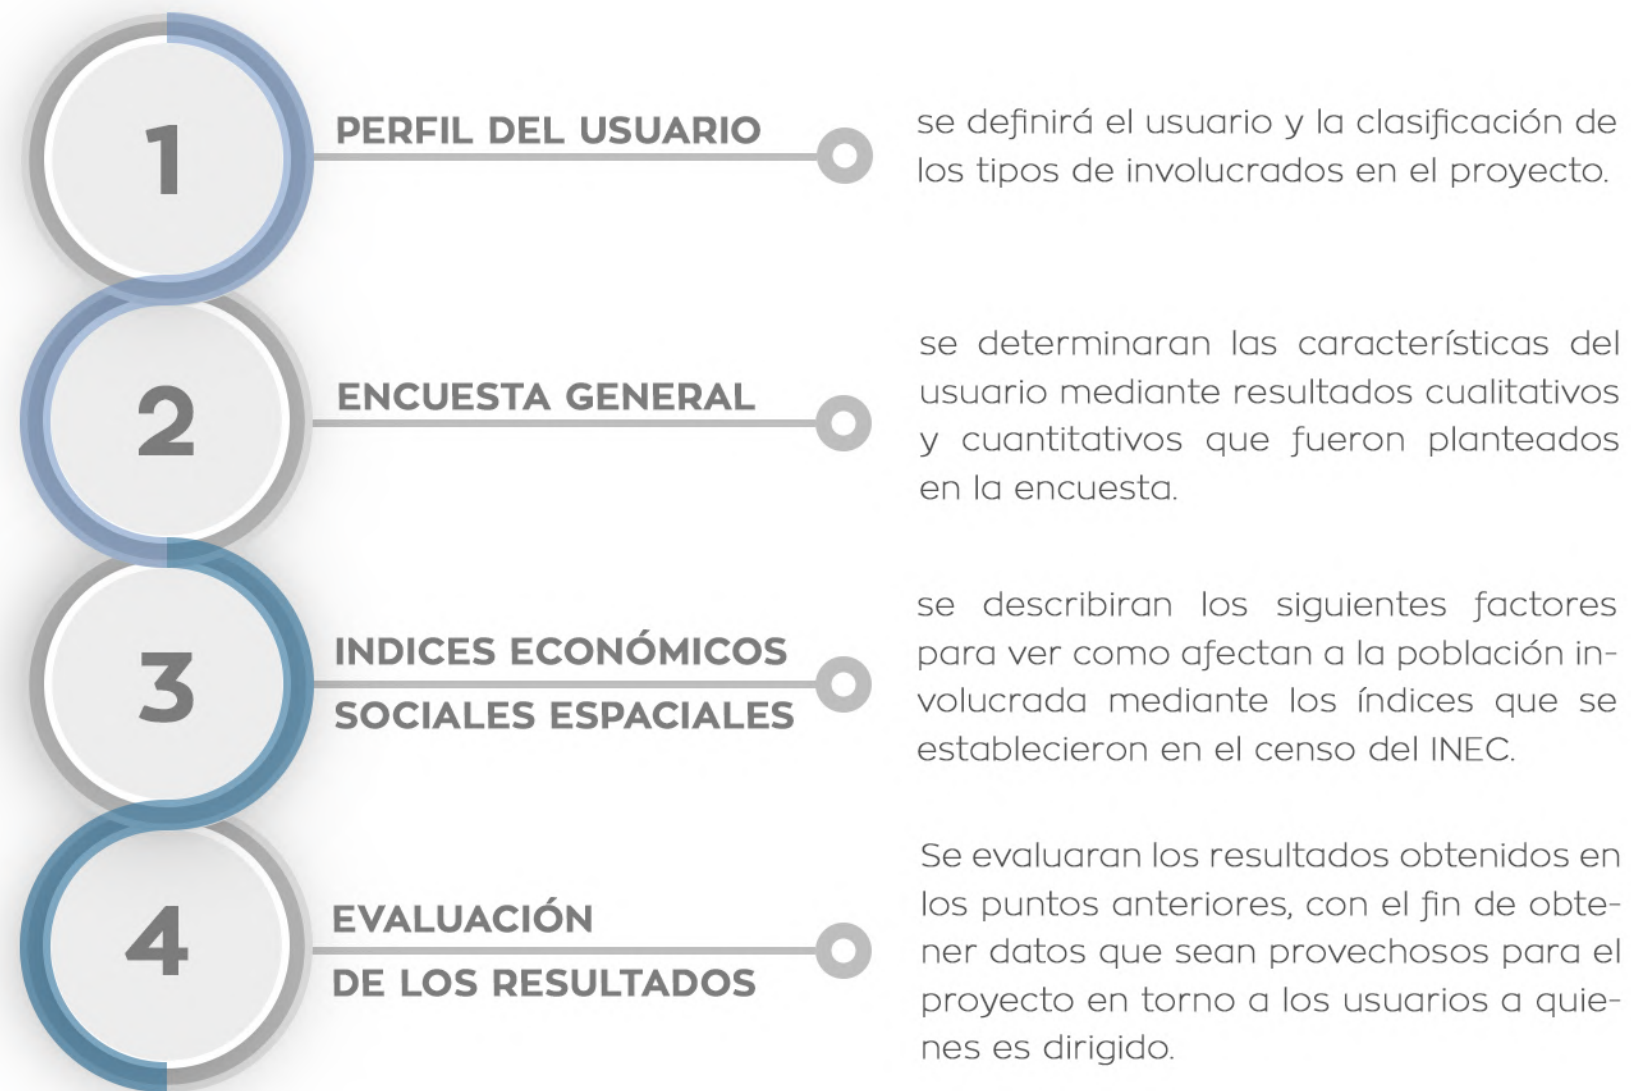 1
PERFIL DEL USUARIO
se definirá el usuario y la clasificación de
los tipos de involucrados en el proyecto.
2
ENCUESTA GENERAL
se determinaran las características del
usuario mediante resultados cualitativos
y cuantitativos que fueron planteados
en la encuesta.
3
INDICES ECONÓMICOS
SOCIALES ESPACIALES
se describiran los siguientes factores
para ver como afectan a la población in-
volucrada mediante los índices que se
establecieron en el censo del INEC.
4
EVALUACIÓN
DE LOS RESULTADOS
Se evaluaran los resultados obtenidos en
los puntos anteriores, con el fin de obte-
ner datos que sean provechosos para el
proyecto en torno a los usuarios a quie-
nes es dirigido.